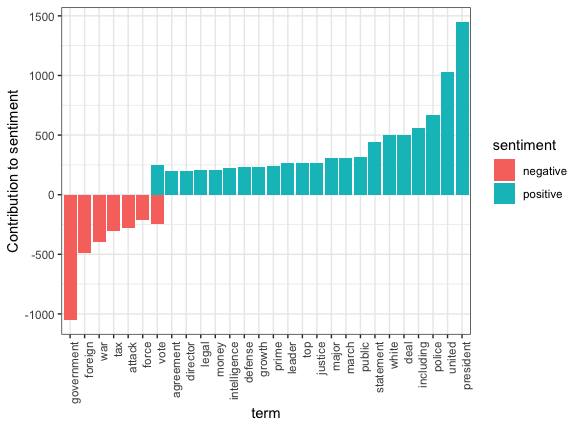 Contribution to sentiment
1500
1000
500
0
-500
-1000
government
foreign
war
tax
attack
force
vote
agreement
director
legal
money
intelligence
defense
growth
prime
leader
top
justice
major
march
public
statement
white
deal
including
police
united
president
term
sentiment
negative
positive